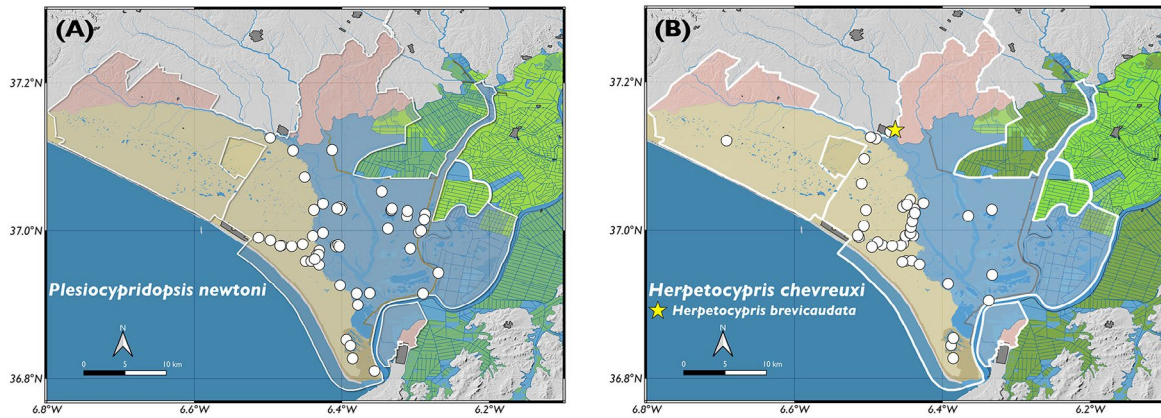 (A)
37.2°N
37.0°N
36.8°N
Plesiocypridopsis newtoni
N
0 5 10 km
6.8°W 6.6°W 6.4°W 6.2°W
(B)
37.2°N
37.0°N
36.8°N
Herpetocypris chevreuxi
Herpetocypris brevicaudata
N
0 5 10 km
6.8°W 6.6°W 6.4°W 6.2°W